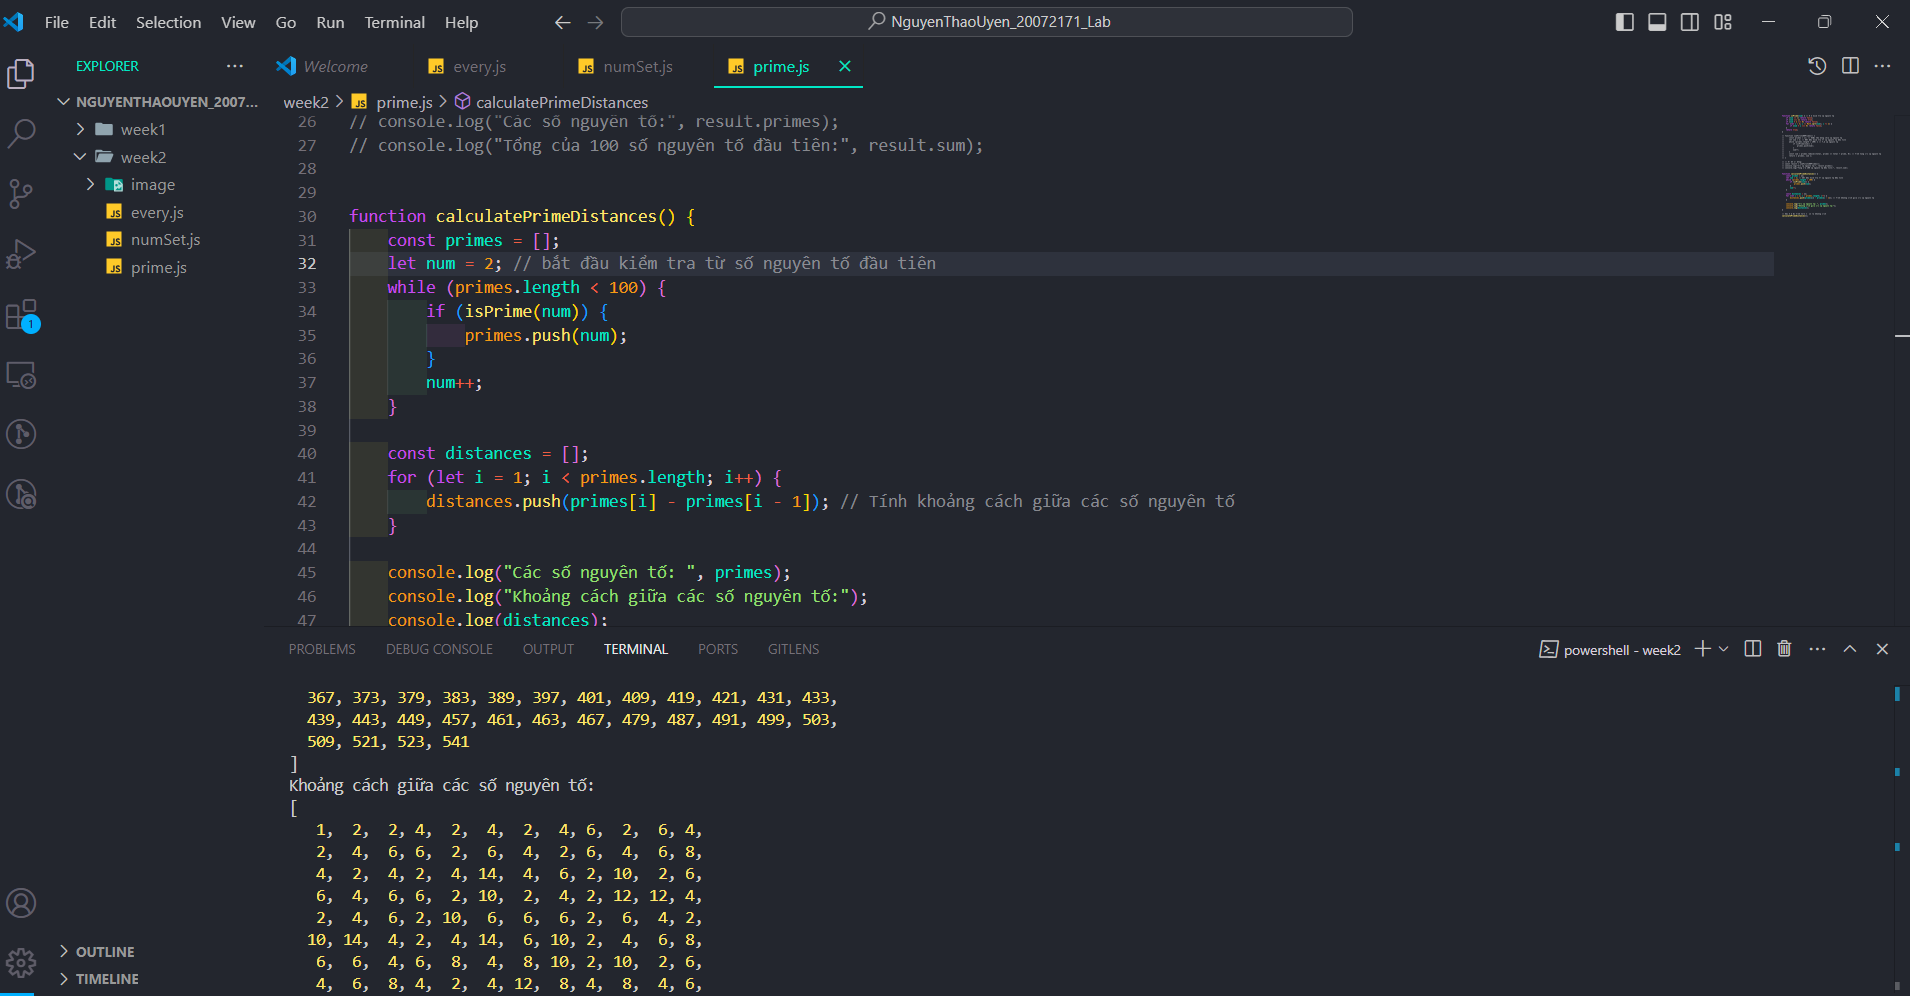 File Edit Selection View Go Run Terminal Help
NguyenThaoUyen_20072171_Lab
EXPLORER
Welcome
every.js
numSet.js
prime.js
NGUYENTHAOUYEN_2007...
week1
week2
image
every.js
numSet.js
prime.js
1
OUTLINE
TIMELINE
week2 > prime.js > calculatePrimeDistances
26 // console.log("Các số nguyên tố:", result.primes);
27 // console.log("Tổng của 100 số nguyên tố đầu tiên:", result.sum);
28
29
30 function calculatePrimeDistances() {
31 const primes = [];
32 let num = 2; // bắt đầu kiểm tra từ số nguyên tố đầu tiên
33 while (primes.length < 100) {
34 if (isPrime(num)) {
35 primes.push(num);
36 }
37 num++;
38 }
39
40 const distances = [];
41 for (let i = 1; i < primes.length; i++) {
42 distances.push(primes[i] - primes[i - 1]); // Tính khoảng cách giữa các số nguyên tố
43 }
44
45 console.log("Các số nguyên tố: ", primes);
46 console.log("Khoảng cách giữa các số nguyên tố:");
47 console.log(distances);
PROBLEMS DEBUG CONSOLE OUTPUT TERMINAL PORTS GITLENS
powershell - week2
367, 373, 379, 383, 389, 397, 401, 409, 419, 421, 431, 433,
439, 443, 449, 457, 461, 463, 467, 479, 487, 491, 499, 503,
509, 521, 523, 541
]
Khoảng cách giữa các số nguyên tố:
[
1, 2, 2, 4, 2, 4, 2, 4, 6, 2, 6, 4,
2, 4, 6, 6, 2, 6, 4, 2, 6, 4, 6, 8,
4, 2, 4, 2, 4, 14, 4, 6, 2, 10, 2, 6,
6, 4, 6, 6, 2, 10, 2, 4, 2, 12, 12, 4,
2, 4, 6, 2, 10, 6, 6, 6, 2, 6, 4, 2,
10, 14, 4, 2, 4, 14, 6, 10, 2, 4, 6, 8,
6, 6, 4, 6, 8, 4, 8, 10, 2, 10, 2, 6,
4, 6, 8, 4, 2, 4, 12, 8, 4, 8, 4, 6,